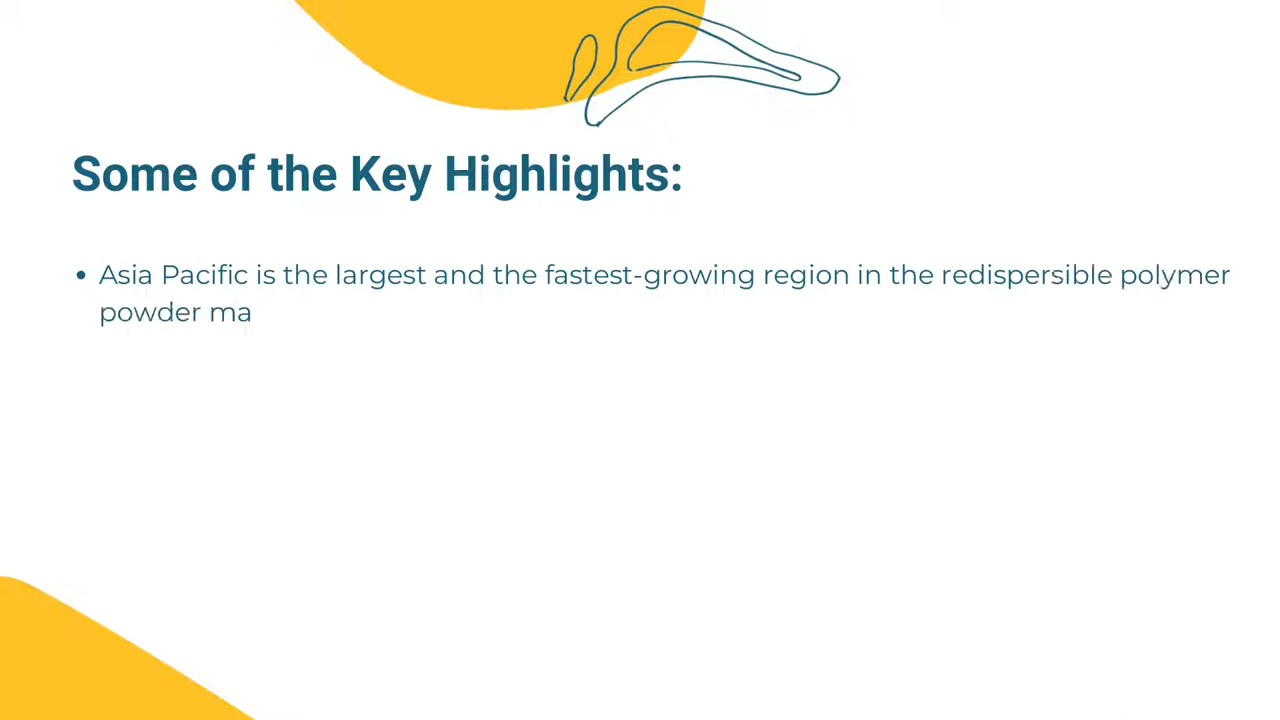 Some of the Key Highlights:
• Asia Pacific is the largest and the fastest-growing region in the redispersible polymer
powder ma